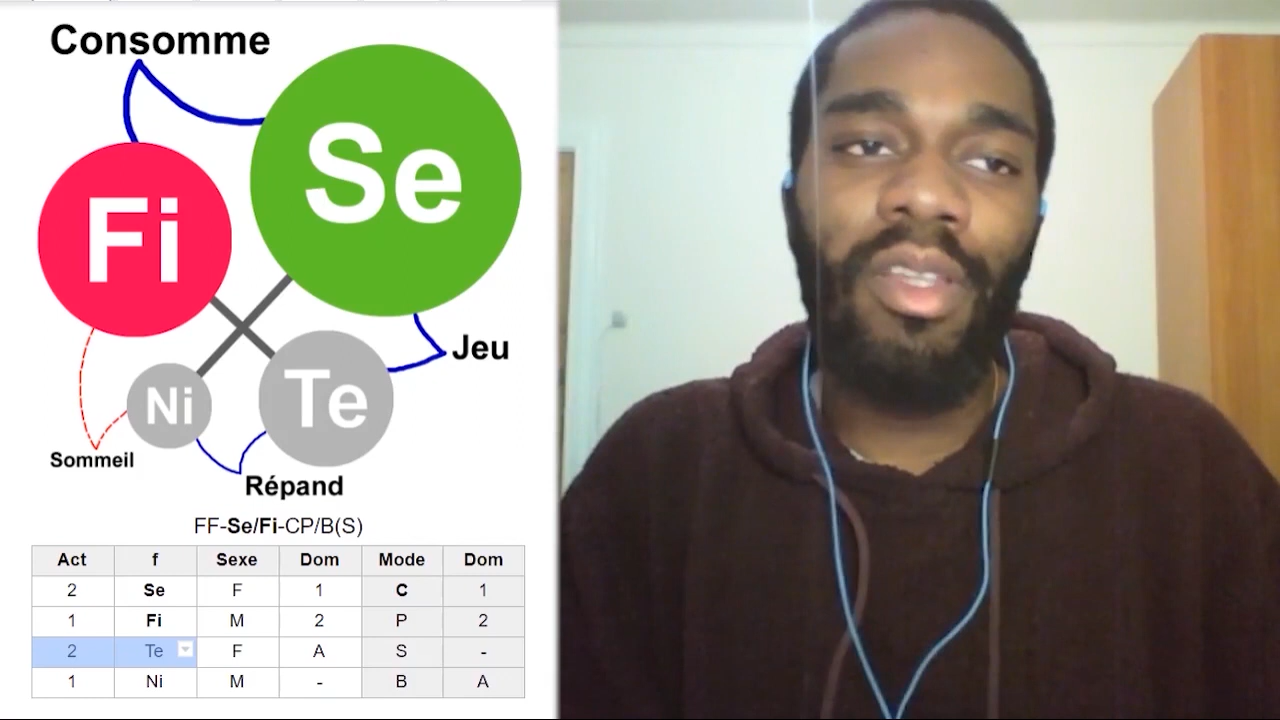 Consomme
Se
Fi
Jeu
Ni
Te
Sommeil
Répand
FF-Se/Fi-CP/B(S)
Act f Sexe Dom Mode Dom
2 Se F 1 C 1
1 Fi M 2 P 2
2 Te F A S -
1 Ni M - B A